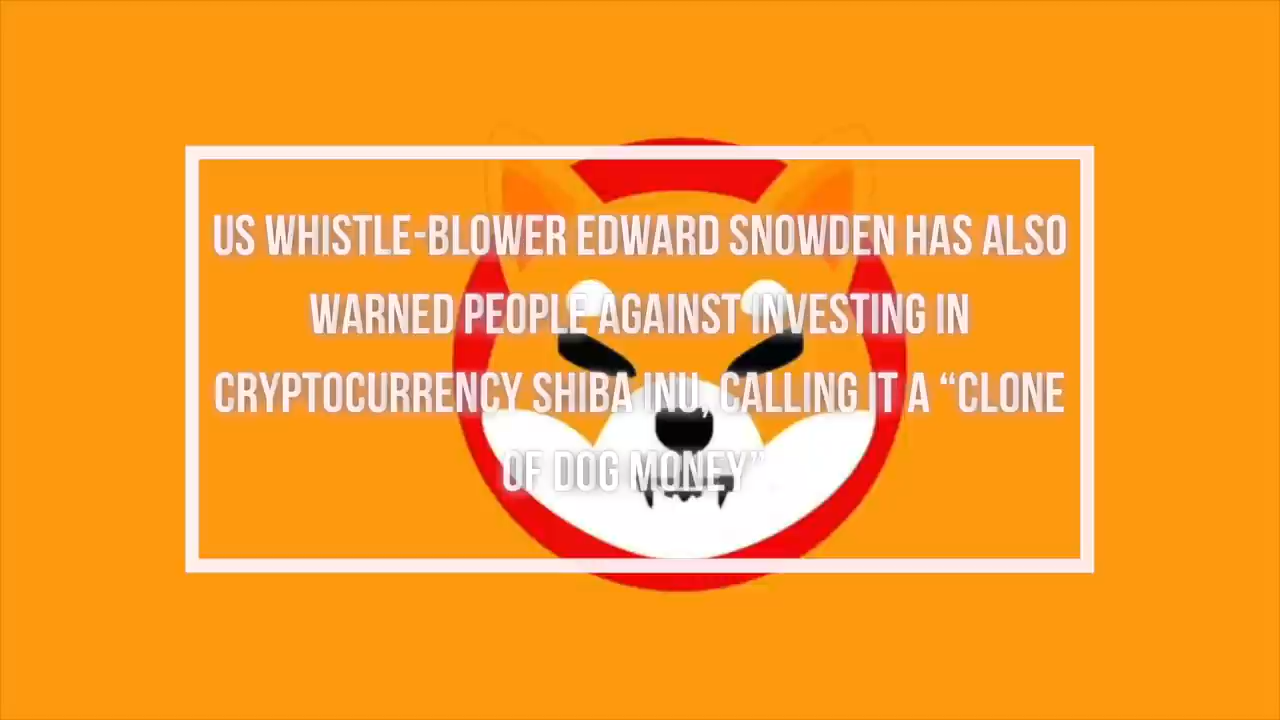 US WHISTLE-BLOWER EDWARD SNOWDEN HAS ALSO
WARNED PEOPLE AGAINST INVESTING IN
CRYPTOCURRENCY SHIBA INU, CALLING IT A “CLONE
OF DOG MONEY”.